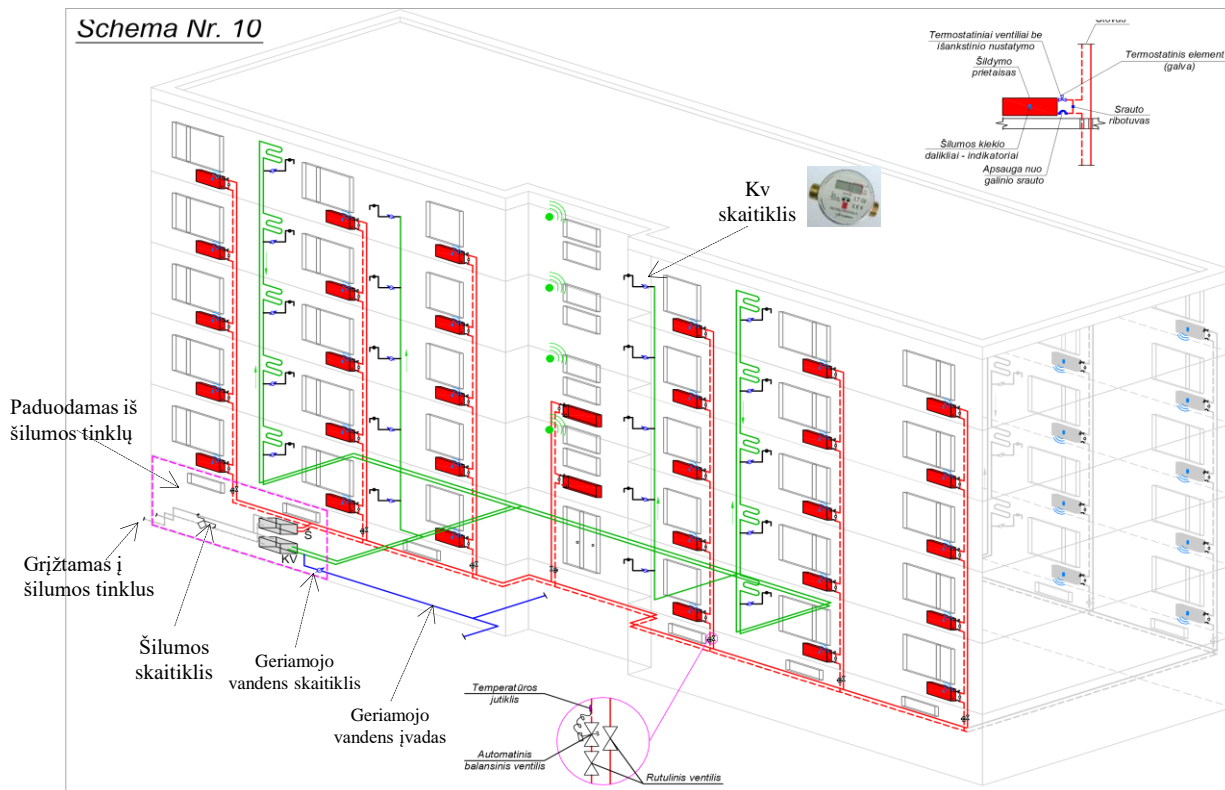 Schema Nr. 10
Termostatiniai ventiliai be
išankstinio nustatymo
Šildymo
prietaisas
Termostatinis element
(galva)
Srauto
ribotuvas
Šilumos kiekio
dalikliai - indikatoriai
Apsauga nuo
galinio srauto
Kv
skaitiklis
Paduodamas iš
šilumos tinklų
Š
KV
Grįžtamas į
šilumos tinklus
Šilumos
skaitiklis
Geriamojo
vandens skaitiklis
Geriamojo
vandens įvadas
Temperatūros
jutiklis
Automatinis
balansinis ventilis
Rutulinis ventilis